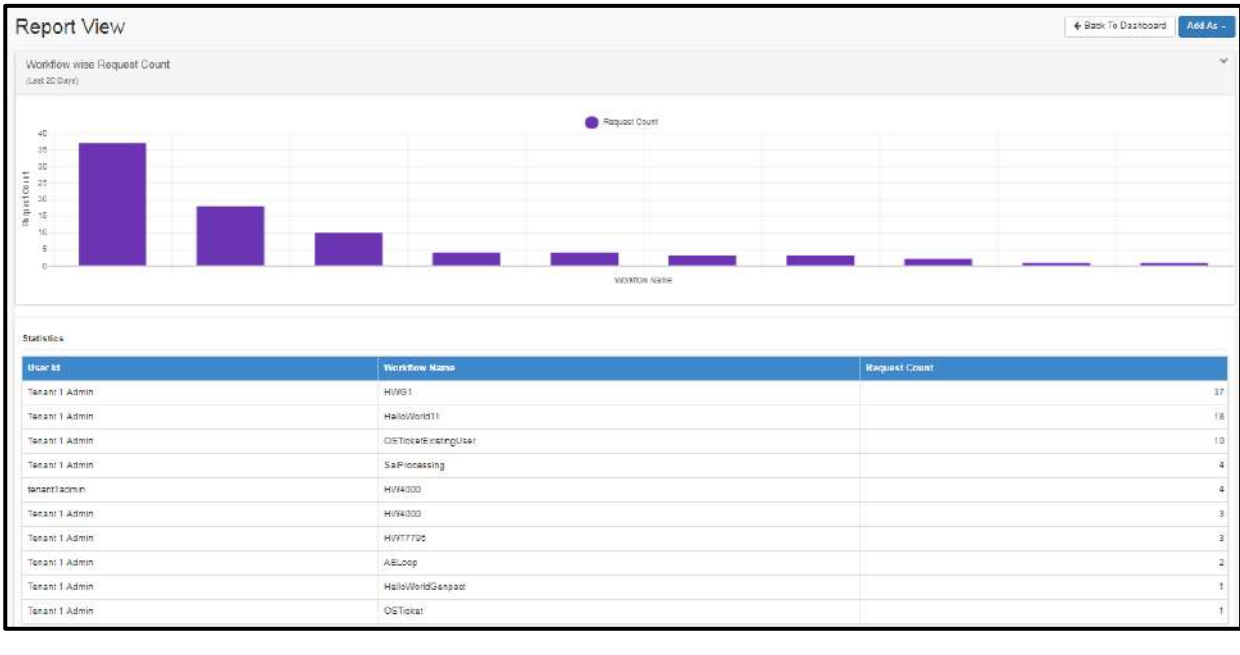 Report View
Back To Dashboard
Add As
Workflow wise Request Count
(Last 20 Days)
Request Count
40
35
30
25
20
15
10
5
0
Request Count
Workflow Name
Statistics
User Id Workflow Name Request Count
Tenant 1 Admin HWG1 37
Tenant 1 Admin HelloWorld11 18
Tenant 1 Admin OSTicketExistingUser 10
Tenant 1 Admin SalProcessing 4
tenant1admin HW4000 4
Tenant 1 Admin HW4000 3
Tenant 1 Admin 3
Tenant 1 Admin AELoop 2
Tenant 1 Admin HelloWorldGenpact 1
Tenant 1 Admin OSTicket 1